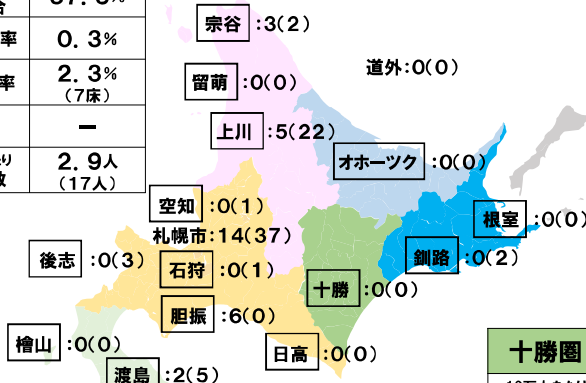 率
0.3%
率
2.3%
(7床)
ー
2.9人
(17人)
宗谷:3(2)
留萌:0(0)
道外:0(0)
上川:5(22)
オホーツク:0(0)
空知:0(1)
根室:0(0)
札幌市:14(37)
後志:0(3)
石狩:0(1)
釧路:0(2)
十勝:0(0)
胆振:6(0)
檜山:0(0)
日高:0(0)
渡島:2(5)
十勝圏